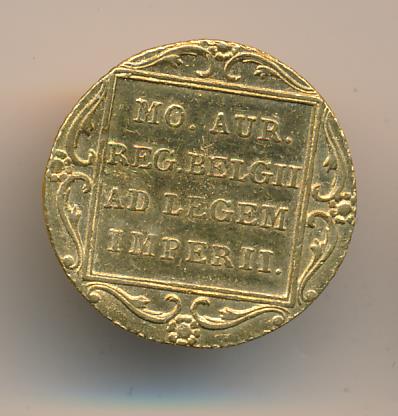 MO. AUR.
REG. BELGII
AD LEGEM
IMPERII.